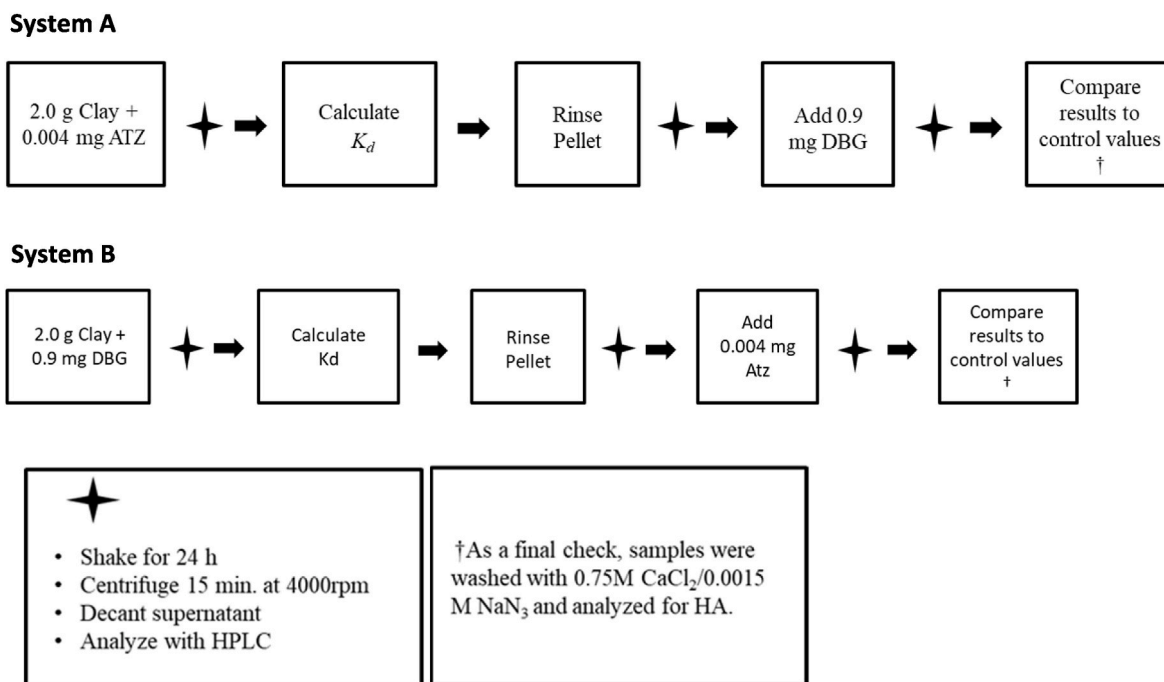 System A
2.0 g Clay +
0.004 mg ATZ
Calculate
Kd
Rinse
Pellet
Add 0.9
mg DBG
Compare
results to
control values
†
System B
2.0 g Clay +
0.9 mg DBG
Calculate
Kd
Rinse
Pellet
Add
0.004 mg
Atz
Compare
results to
control values
†
• Shake for 24 h
• Centrifuge 15 min. at 4000rpm
• Decant supernatant
• Analyze with HPLC
†As a final check, samples were
washed with 0.75M CaCl₂/0.0015
M NaN₃ and analyzed for HA.